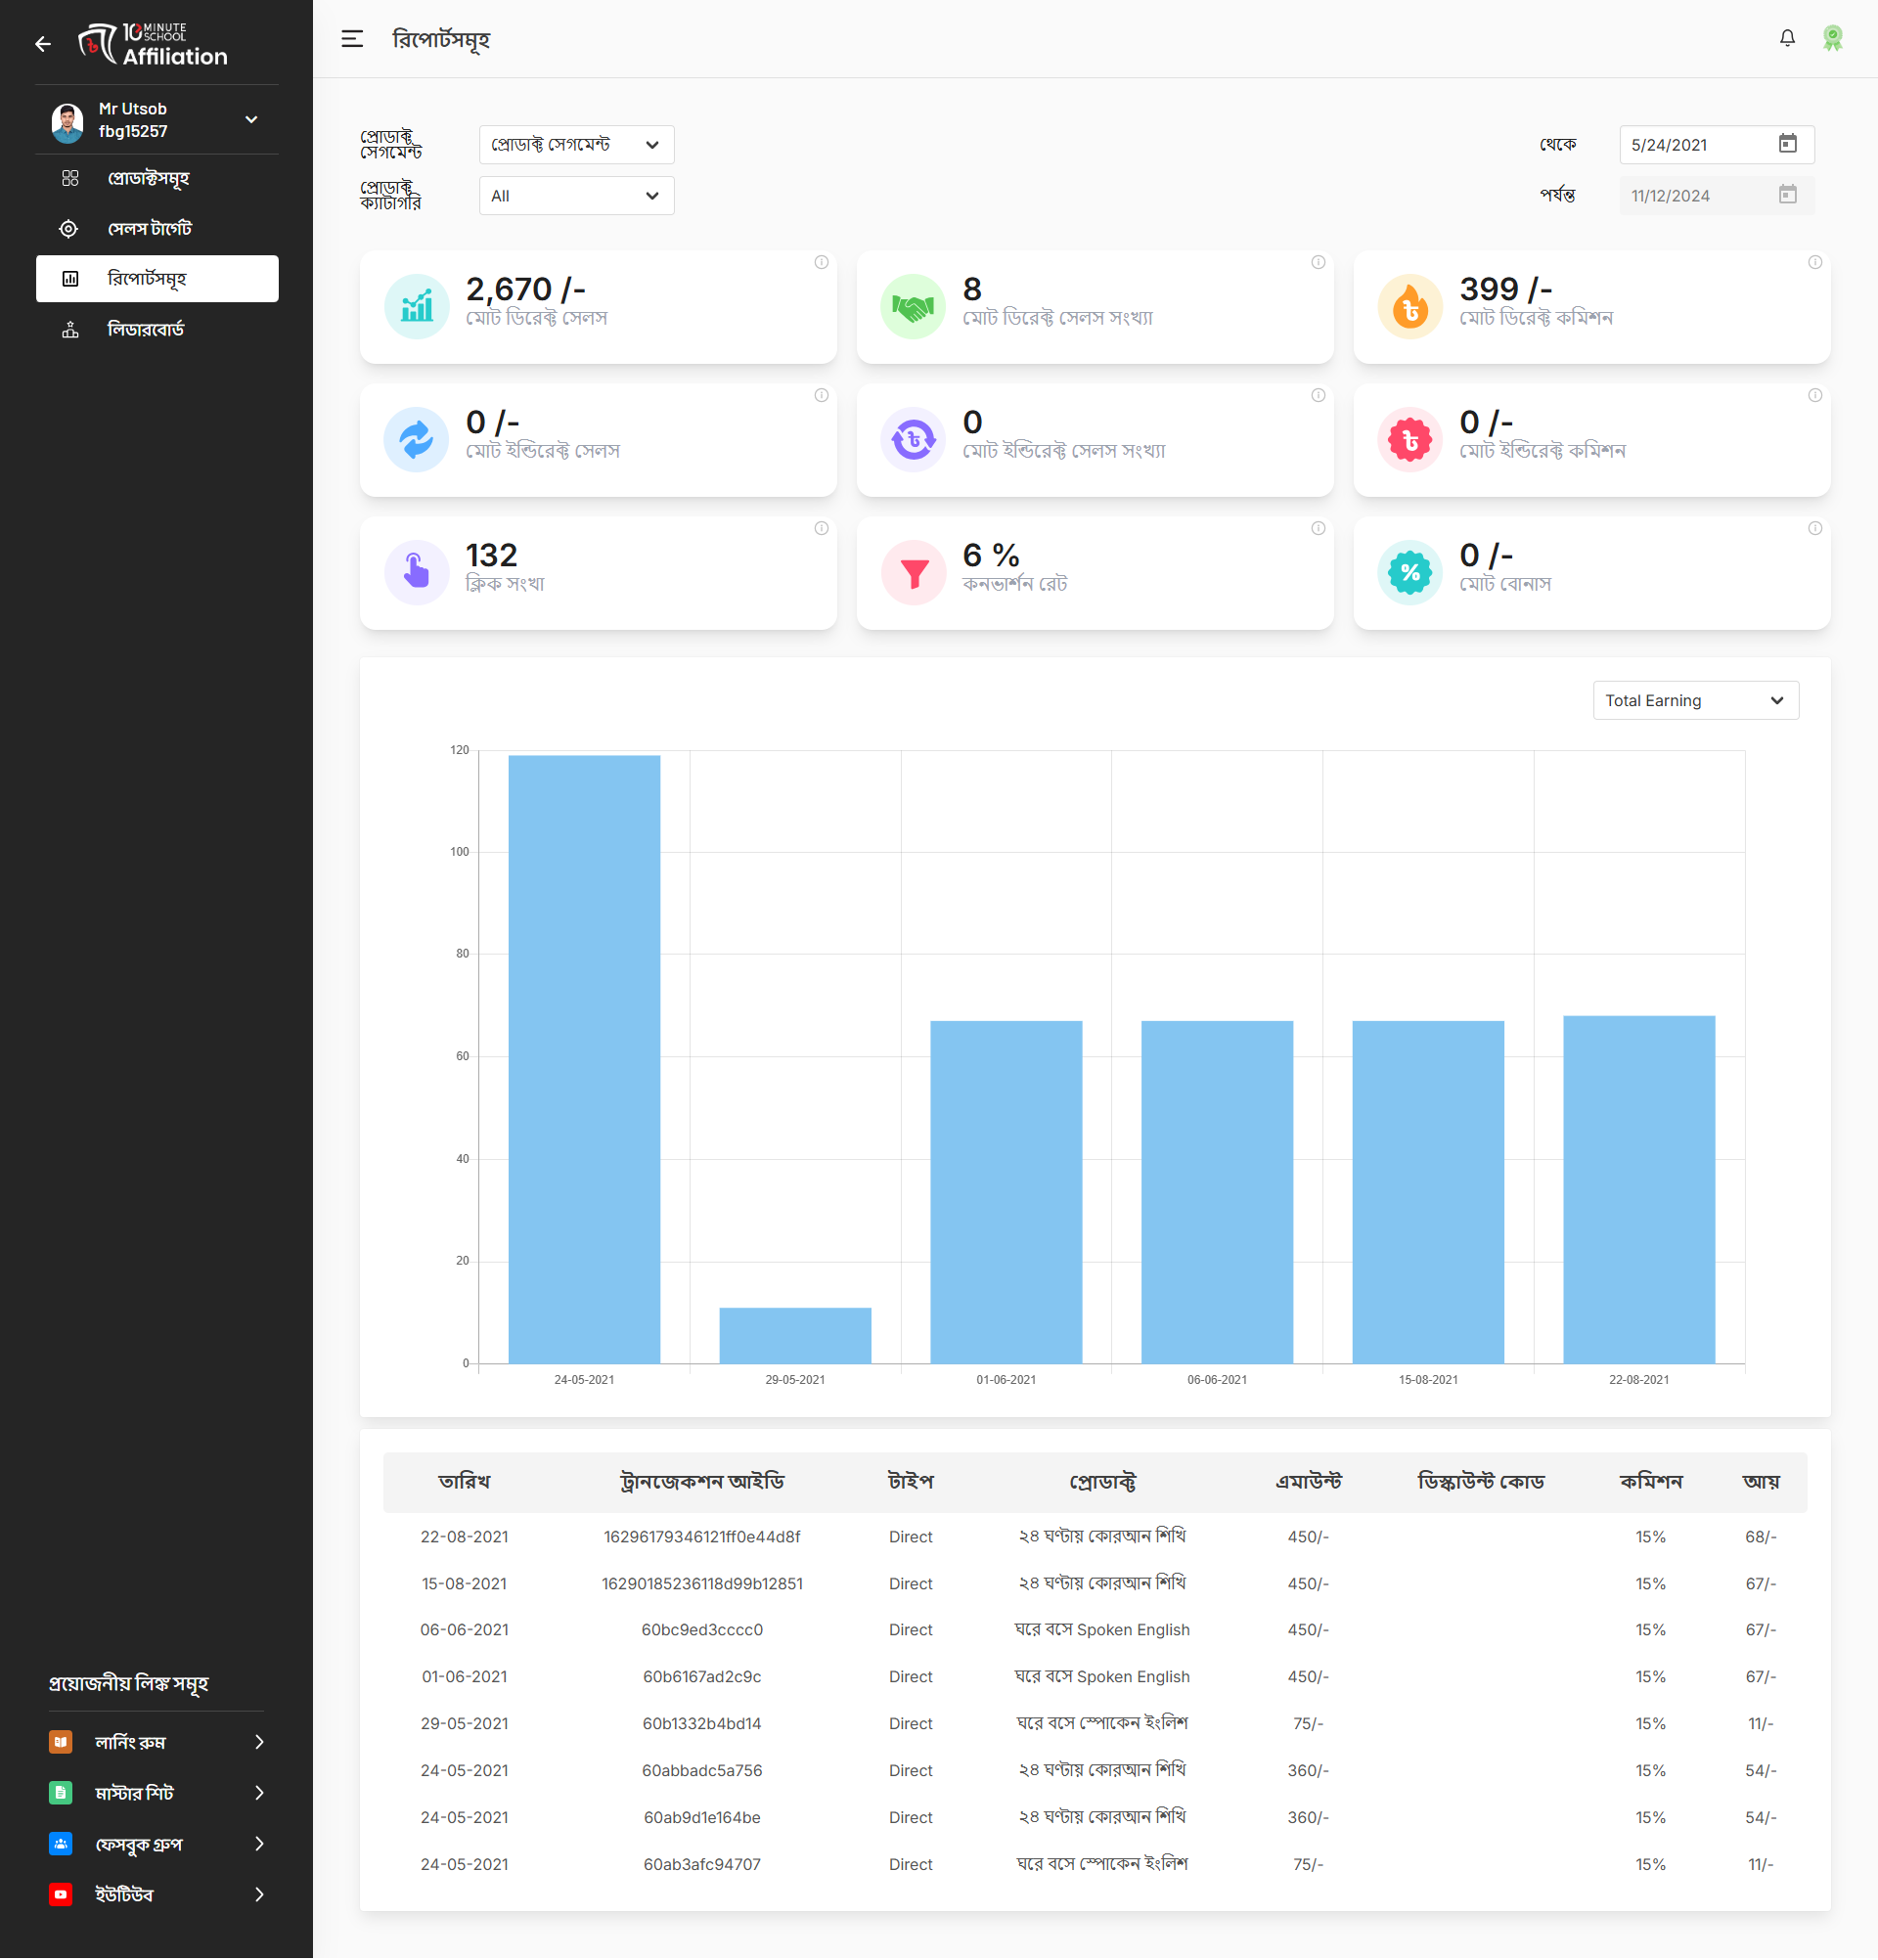 10 MINUTE SCHOOL
Affiliation
Mr Utsob
fbg15257
প্রোডাক্টসমূহ
সেলস টার্গেট
রিপোর্টসমূহ
লিডারবোর্ড
প্রয়োজনীয় লিঙ্ক সমূহ
লার্নিং রুম
মাস্টার শিট
ফেসবুক গ্রুপ
ইউটিউব
রিপোর্টসমূহ
প্রোডাক্ট সেগমেন্ট
প্রোডাক্ট সেগমেন্ট
থেকে
5/24/2021
প্রোডাক্ট ক্যাটাগরি
All
পর্যন্ত
11/12/2024
2,670 /-
মোট ডিরেক্ট সেলস
8
মোট ডিরেক্ট সেলস সংখ্যা
399 /-
মোট ডিরেক্ট কমিশন
0 /-
মোট ইন্ডিরেক্ট সেলস
0
মোট ইন্ডিরেক্ট সেলস সংখ্যা
0 /-
মোট ইন্ডিরেক্ট কমিশন
132
ক্লিক সংখা
6 %
কনভার্শন রেট
0 /-
মোট বোনাস
Total Earning
120
100
80
60
40
20
0
24-05-2021 29-05-2021 01-06-2021 06-06-2021 15-08-2021 22-08-2021
তারিখ ট্রানজেকশন আইডি টাইপ প্রোডাক্ট এমাউন্ট ডিস্কাউন্ট কোড কমিশন আয়
22-08-2021 16296179346121ff0e44d8f Direct ২৪ ঘণ্টায় কোরআন শিখি 450/- 15% 68/-
15-08-2021 16290185236118d99b12851 Direct ২৪ ঘণ্টায় কোরআন শিখি 450/- 15% 67/-
06-06-2021 60bc9ed3cccc0 Direct ঘরে বসে Spoken English 450/- 15% 67/-
01-06-2021 60b6167ad2c9c Direct ঘরে বসে Spoken English 450/- 15% 67/-
29-05-2021 60b1332b4bd14 Direct ঘরে বসে স্পোকেন ইংলিশ 75/- 15% 11/-
24-05-2021 60abbadc5a756 Direct ২৪ ঘণ্টায় কোরআন শিখি 360/- 15% 54/-
24-05-2021 60ab9d1e164be Direct ২৪ ঘণ্টায় কোরআন শিখি 360/- 15% 54/-
24-05-2021 60ab3afc94707 Direct ঘরে বসে স্পোকেন ইংলিশ 75/- 15% 11/-